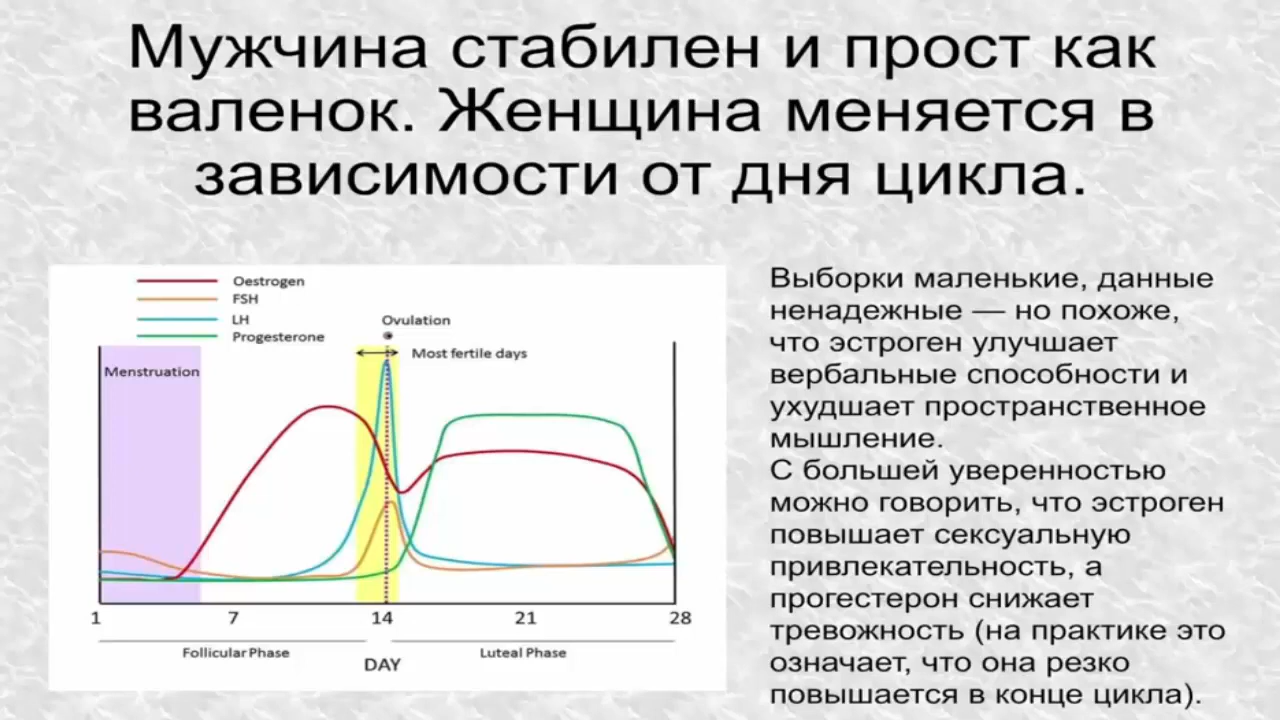 Мужчина стабилен и прост как
валенок. Женщина меняется в
зависимости от дня цикла.
Oestrogen
FSH
LH
Progesterone
Ovulation
Most fertile days
Menstruation
1 7 14 21 28
Follicular Phase
Luteal Phase
DAY
Выборки маленькие, данные
ненадежные — но похоже,
что эстроген улучшает
вербальные способности и
ухудшает пространственное
мышление.
С большей уверенностью
можно говорить, что эстроген
повышает сексуальную
привлекательность, а
прогестерон снижает
тревожность (на практике это
означает, что она резко
повышается в конце цикла).